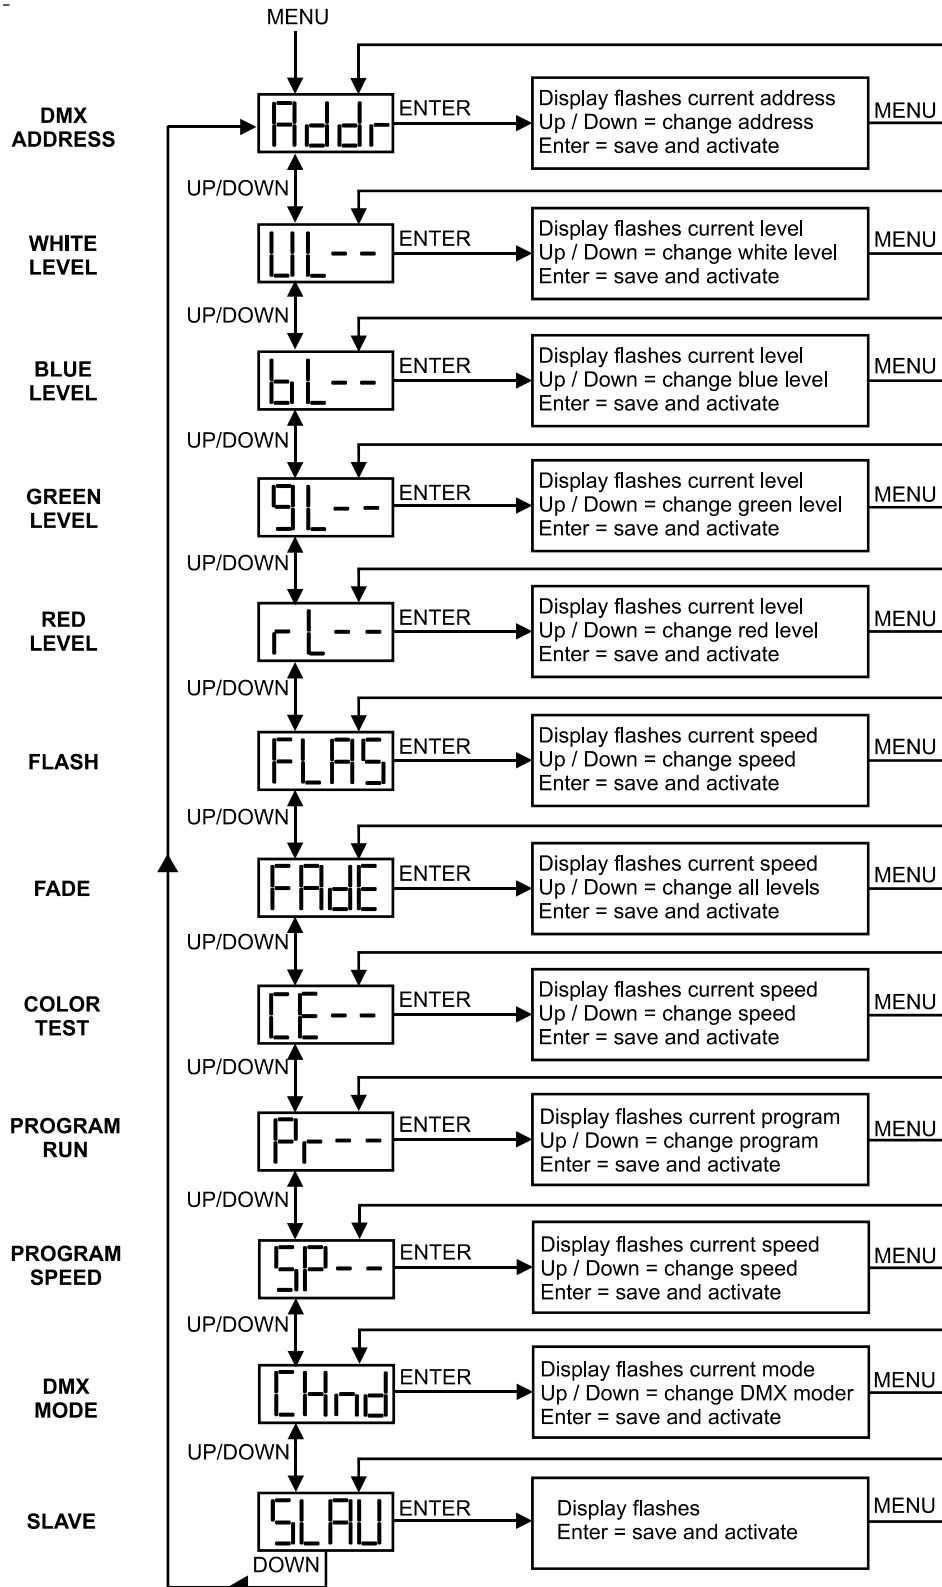 MENU
DMX
ADDRESS
Addr
ENTER
Display flashes current address
Up / Down = change address
Enter = save and activate
MENU
UP/DOWN
WHITE
LEVEL
UL--
ENTER
Display flashes current level
Up / Down = change white level
Enter = save and activate
MENU
UP/DOWN
BLUE
LEVEL
bL--
ENTER
Display flashes current level
Up / Down = change blue level
Enter = save and activate
MENU
UP/DOWN
GREEN
LEVEL
gL--
ENTER
Display flashes current level
Up / Down = change green level
Enter = save and activate
MENU
UP/DOWN
RED
LEVEL
rL--
ENTER
Display flashes current level
Up / Down = change red level
Enter = save and activate
MENU
UP/DOWN
FLASH
FLAS
ENTER
Display flashes current speed
Up / Down = change speed
Enter = save and activate
MENU
UP/DOWN
FADE
FAdE
ENTER
Display flashes current speed
Up / Down = change all levels
Enter = save and activate
MENU
UP/DOWN
COLOR
TEST
CE--
ENTER
Display flashes current speed
Up / Down = change speed
Enter = save and activate
MENU
UP/DOWN
PROGRAM
RUN
Pr--
ENTER
Display flashes current program
Up / Down = change program
Enter = save and activate
MENU
UP/DOWN
PROGRAM
SPEED
SP--
ENTER
Display flashes current speed
Up / Down = change speed
Enter = save and activate
MENU
UP/DOWN
DMX
MODE
CHnd
ENTER
Display flashes current mode
Up / Down = change DMX moder
Enter = save and activate
MENU
UP/DOWN
SLAVE
SLAU
ENTER
Display flashes
Enter = save and activate
MENU
DOWN